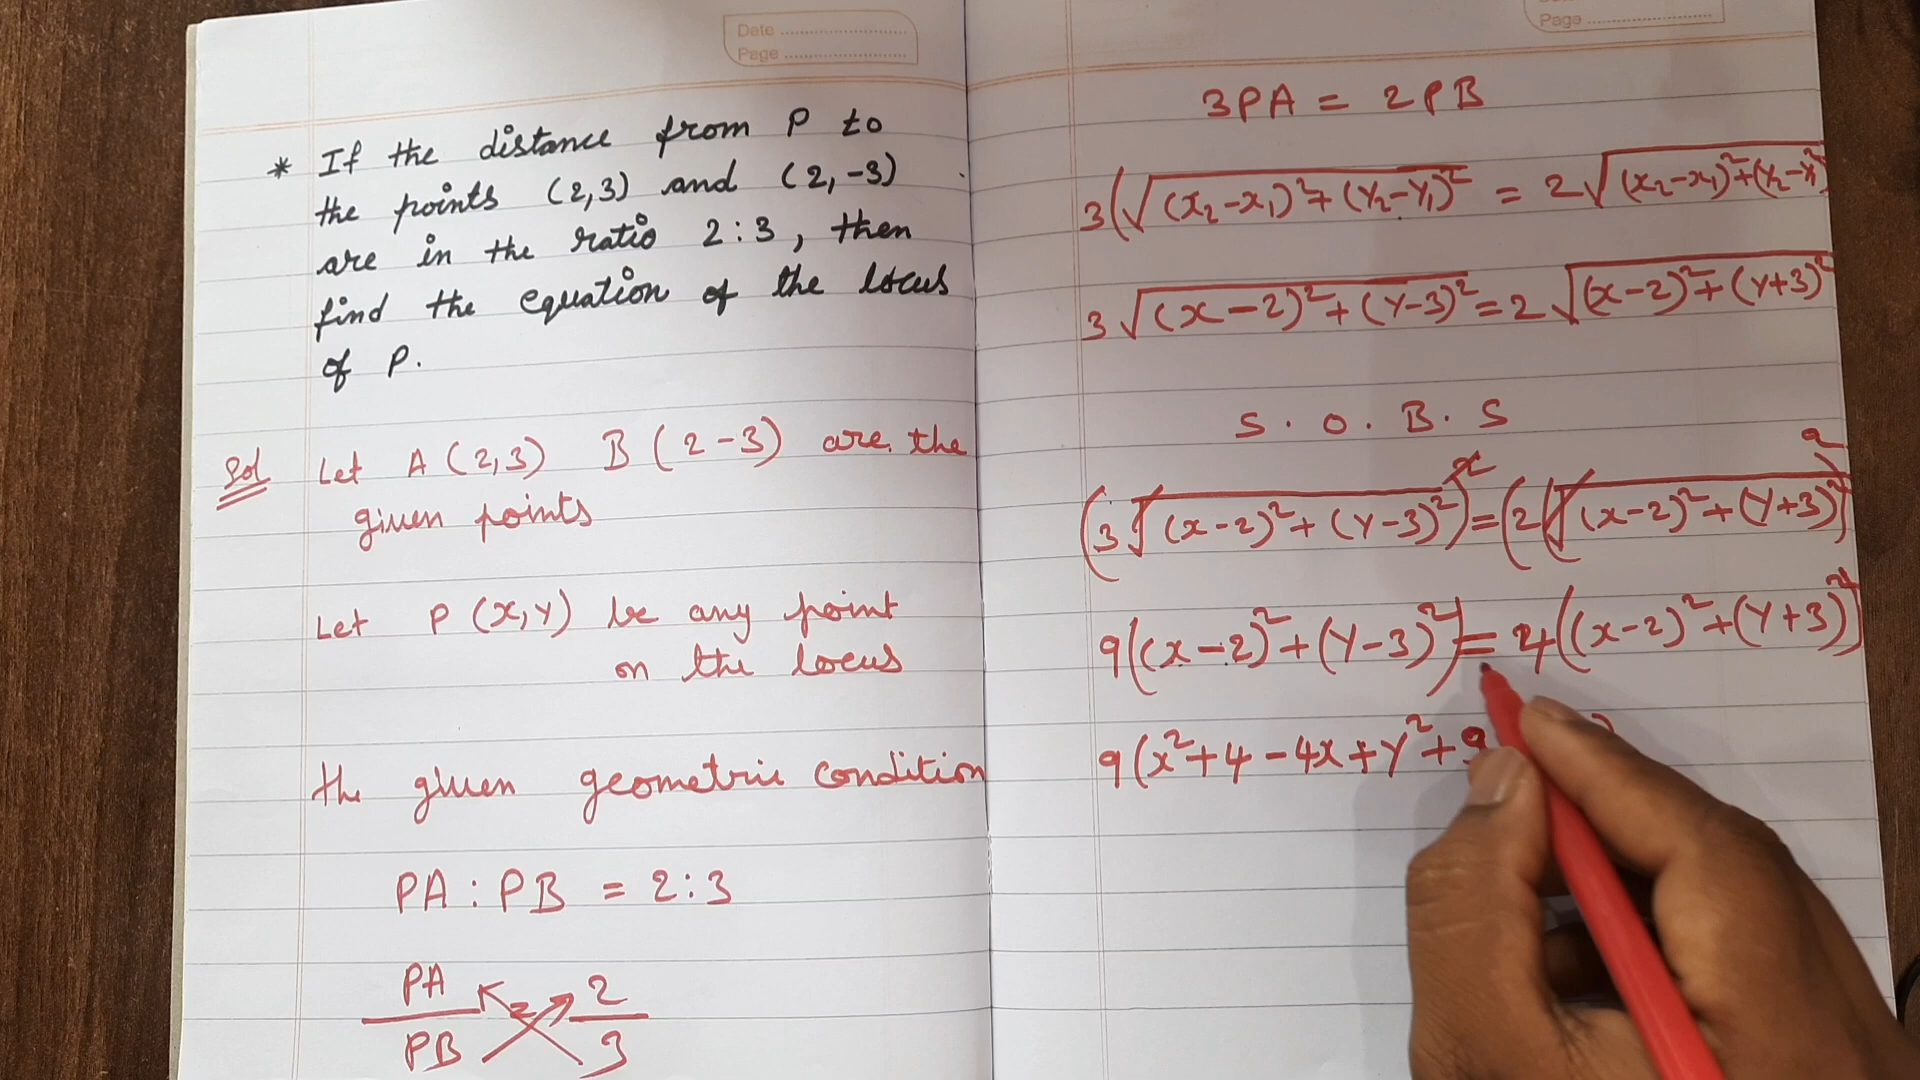 Date
Page
* If the distance from P to
the points (2,3) and (2,-3)
are in the ratio 2:3, then
find the equation of the locus
of P.
Sol Let A (2,3) B (2-3) are the
given points
Let P (x,y) be any point
on the locus
the given geometric condition
PA : PB = 2:3
PA/PB 2/3
Page
3PA = 2PB
3(√(x₂-x₁)²+(y₂-y₁)² = 2√(x₂-x₁)²+(y₂-y₁)²
3√(x-2)²+(y-3)² = 2√(x-2)²+(y+3)²
S.O.B.S
(3√(x-2)²+(y-3)²)² = (2(√(x-2)²+(y+3)²)²
9((x-2)²+(y-3)²) = 4((x-2)²+(y+3)²)
9(x²+4-4x+y²+9